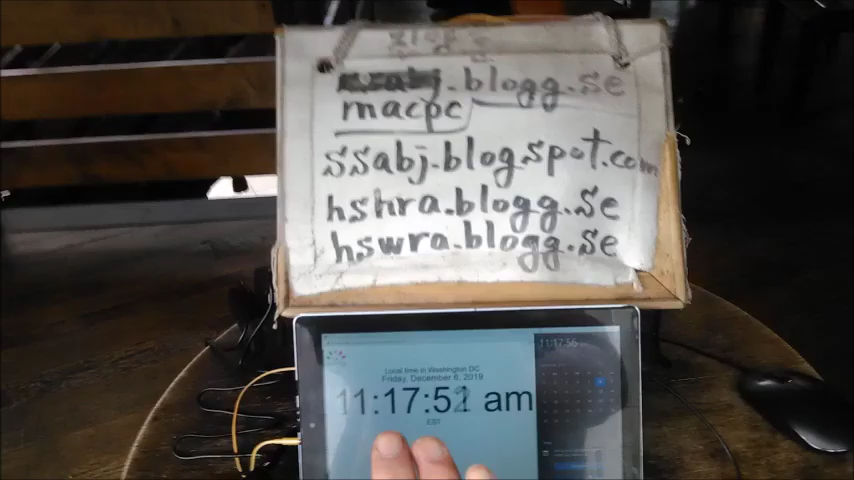 .blogg.se
macpc
ssabj.blogspot.com
hshra.blogg.se
hswra.blogg.se
Local time in Washington DC
Friday, December 6, 2019
11:17:52 am
EST
11:17:56